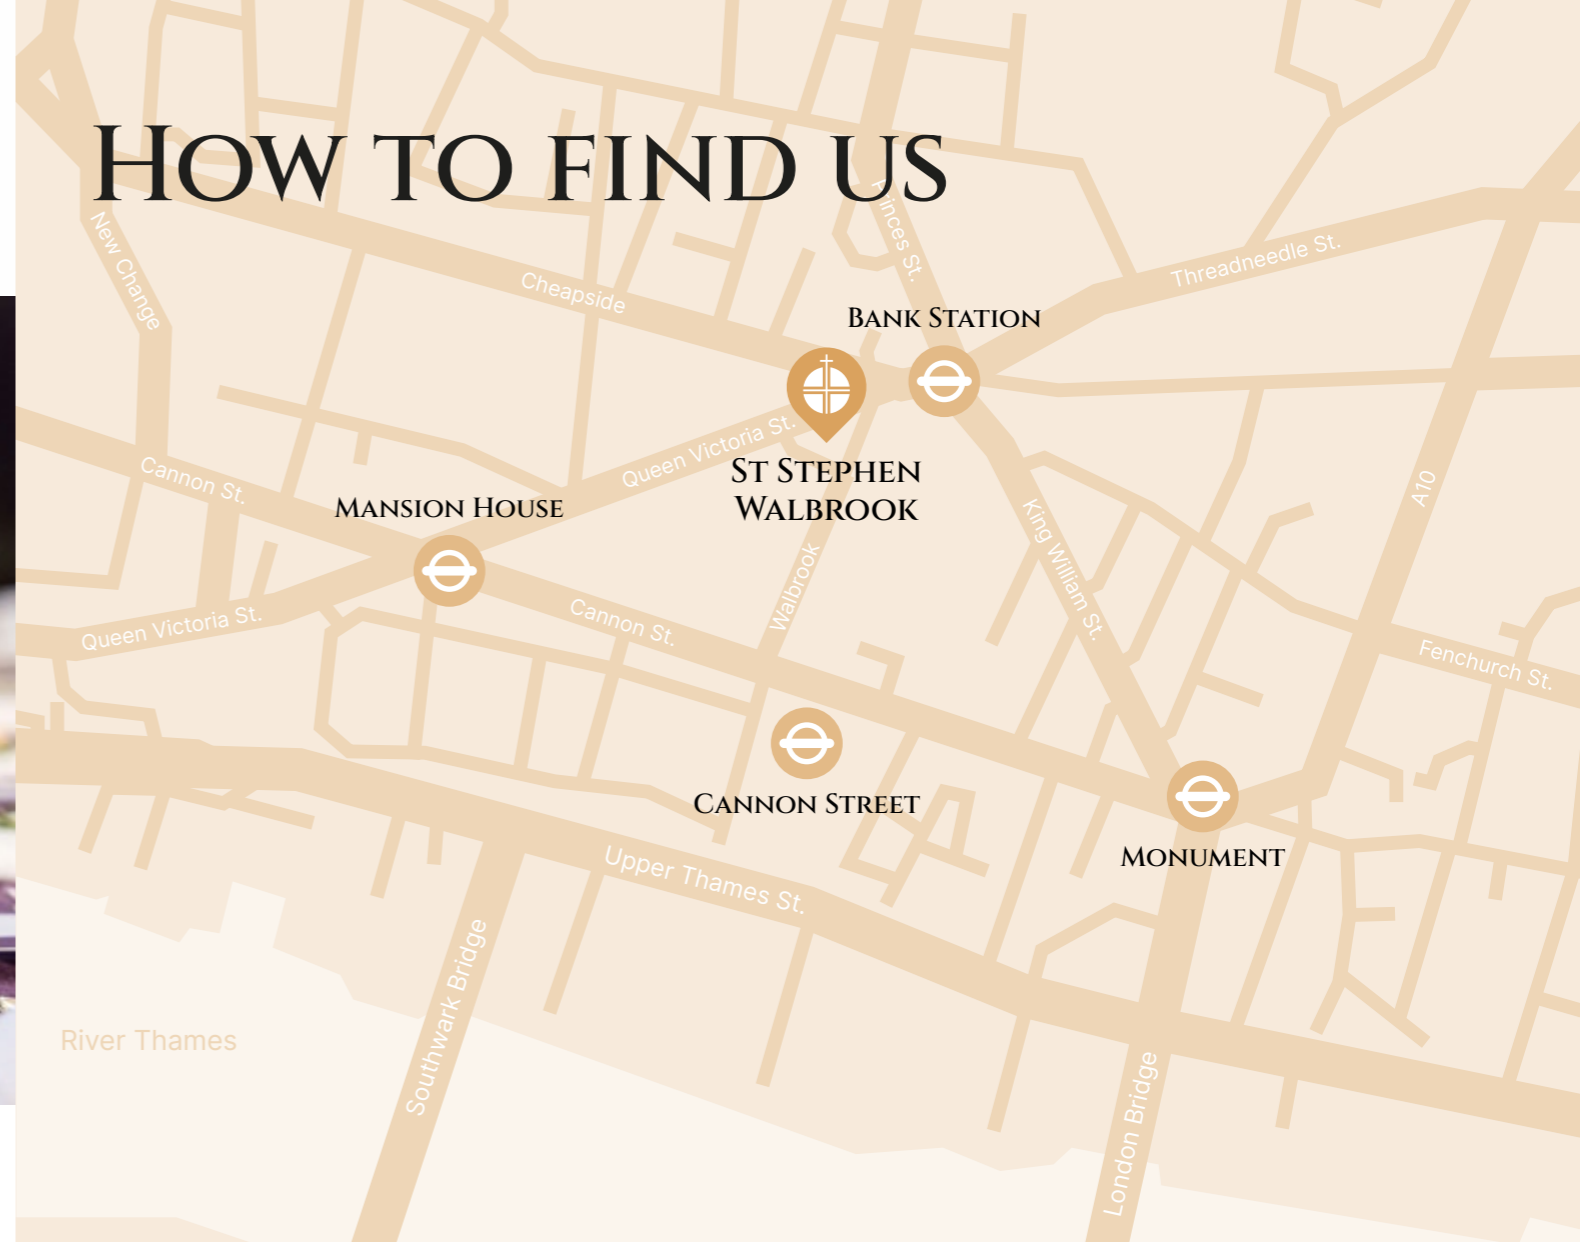 How to find us
New Change
Princes St.
Cheapside
Threadneedle St.
Bank Station
Queen Victoria St.
St Stephen
Walbrook
Cannon St.
Mansion House
A10
King William St.
Walbrook
Cannon St.
Queen Victoria St.
Fenchurch St.
Cannon Street
Monument
Upper Thames St.
Southwark Bridge
River Thames
London Bridge